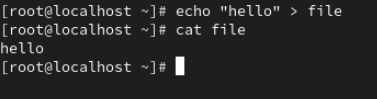 [root@localhost ~]# echo "hello" > file
[root@localhost ~]# cat file
hello
[root@localhost ~]#